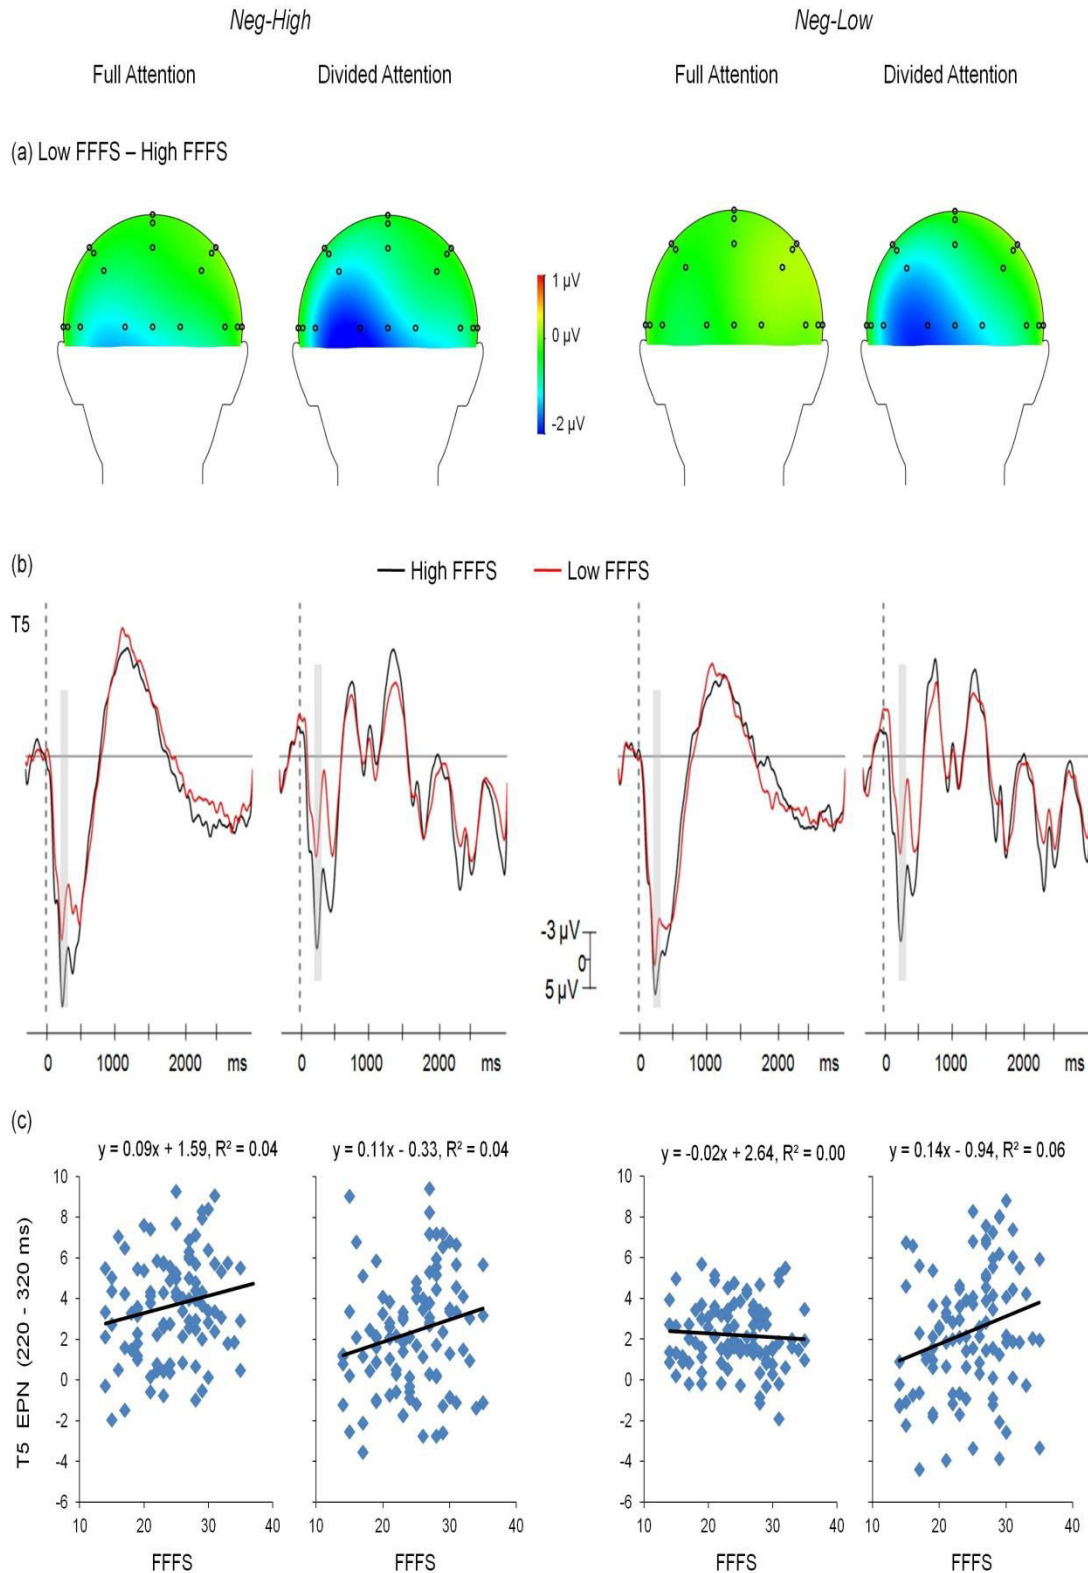 Neg-High Neg-Low
Full Attention Divided Attention Full Attention Divided Attention
(a) Low FFFS – High FFFS
1 µV
0 µV
-2 µV
(b)
High FFFS Low FFFS
T5
-3 µV
0
5 µV
0 1000 2000 ms 0 1000 2000 ms 0 1000 2000 ms 0 1000 2000 ms
(c)
y = 0.09x + 1.59, R² = 0.04 y = 0.11x - 0.33, R² = 0.04 y = -0.02x + 2.64, R² = 0.00 y = 0.14x - 0.94, R² = 0.06
T5 EPN (220 - 320 ms)
10 10
8 8
6 6
4 4
2 2
0 0
-2 -2
-4 -4
-6 -6
10 20 30 40 10 20 30 40 10 20 30 40 10 20 30 40
FFFS FFFS FFFS FFFS